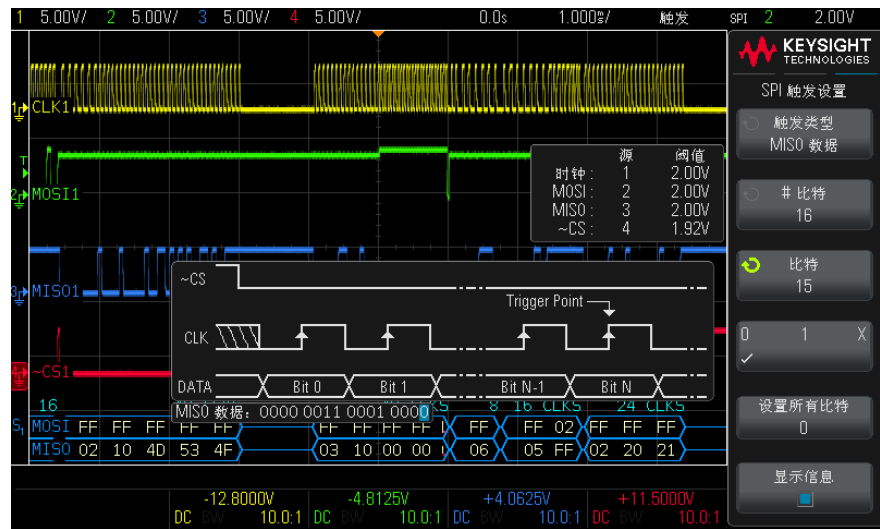 1 5.00V/ 2 5.00V/ 3 5.00V/ 4 5.00V/ 0.0s 1.000㎳/ 触发 SPI 2 2.00V
KEYSIGHT
TECHNOLOGIES
SPI 触发设置
触发类型
MISO 数据
# 比特
16
比特
15
0 1 X
设置所有比特
0
显示信息
CLK1
T
MOSI1
MISO1
~CS1
源 阈值
时钟: 1 2.00V
MOSI: 2 2.00V
MISO: 3 2.00V
~CS: 4 1.92V
~CS
Trigger Point
CLK
DATA Bit 0 Bit 1 Bit N-1 Bit N
MISO 数据: 0000 0011 0001 0000
16 8 16 CLKS 24 CLKS
S1 MOSI FF FF FF FF FF FF FF FF F FF FF 02 FF FF FF
MISO 02 10 4D 53 4F 03 10 00 00 06 05 FF 02 20 21
-12.8000V -4.8125V +4.0625V +11.5000V
DC BW 10.0:1 DC BW 10.0:1 DC BW 10.0:1 DC BW 10.0:1